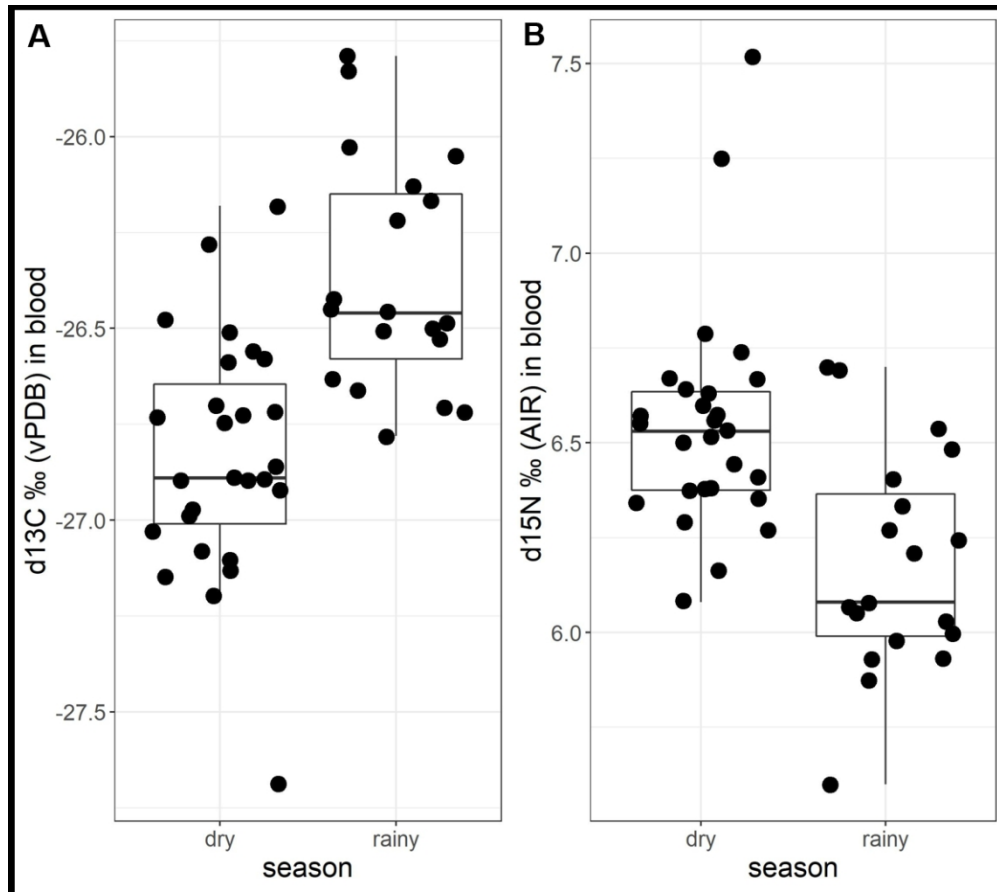 A
d13C ‰ (vPDB) in blood
-26.0
-26.5
-27.0
-27.5
dry
rainy
season
B
d15N ‰ (AIR) in blood
7.5
7.0
6.5
6.0
dry
rainy
season